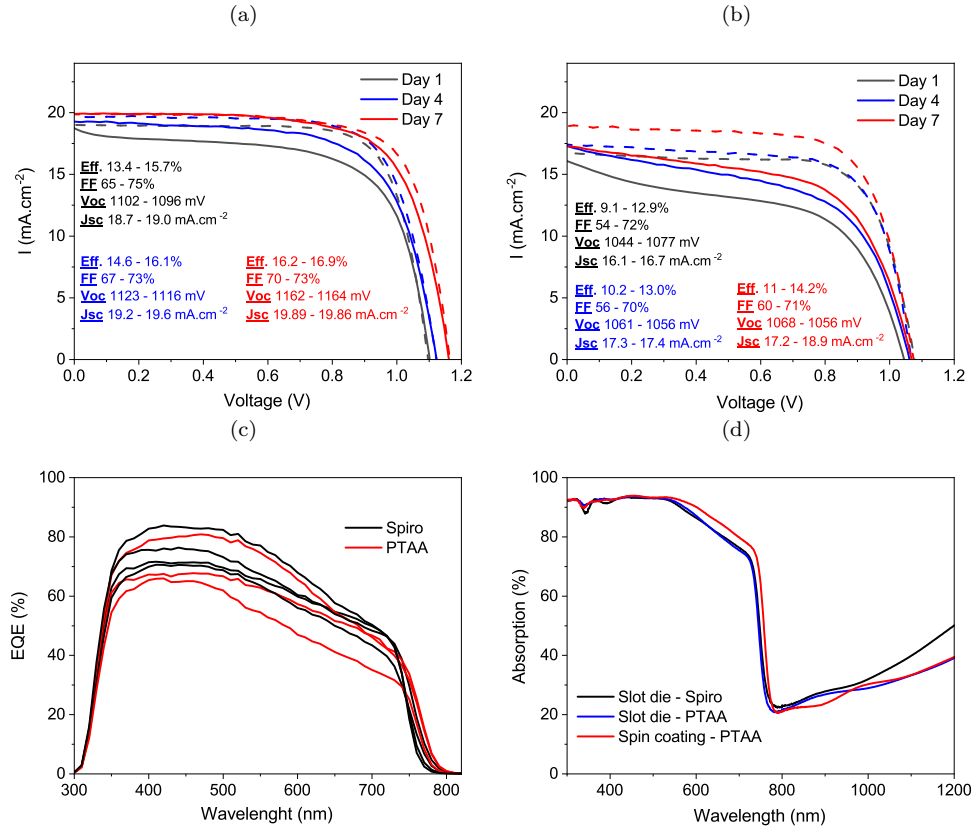 (a)
(b)
Day 1
Day 4
Day 7
Eff. 13.4 - 15.7%
FF 65 - 75%
Voc 1102 - 1096 mV
Jsc 18.7 - 19.0 mA.cm-2
Eff. 14.6 - 16.1%
FF 67 - 73%
Voc 1123 - 1116 mV
Jsc 19.2 - 19.6 mA.cm-2
Eff. 16.2 - 16.9%
FF 70 - 73%
Voc 1162 - 1164 mV
Jsc 19.89 - 19.86 mA.cm-2
I (mA.cm-2)
20
15
10
5
0
0.0 0.2 0.4 0.6 0.8 1.0 1.2
Voltage (V)
Day 1
Day 4
Day 7
Eff. 9.1 - 12.9%
FF 54 - 72%
Voc 1044 - 1077 mV
Jsc 16.1 - 16.7 mA.cm-2
Eff. 10.2 - 13.0%
FF 56 - 70%
Voc 1061 - 1056 mV
Jsc 17.3 - 17.4 mA.cm-2
Eff. 11 - 14.2%
FF 60 - 71%
Voc 1068 - 1056 mV
Jsc 17.2 - 18.9 mA.cm-2
I (mA.cm-2)
20
15
10
5
0
0.0 0.2 0.4 0.6 0.8 1.0 1.2
Voltage (V)
(c)
(d)
Spiro
PTAA
EQE (%)
100
80
60
40
20
0
300 400 500 600 700 800
Wavelenght (nm)
Slot die - Spiro
Slot die - PTAA
Spin coating - PTAA
Absorption (%)
100
80
60
40
20
0
400 600 800 1000 1200
Wavelength (nm)